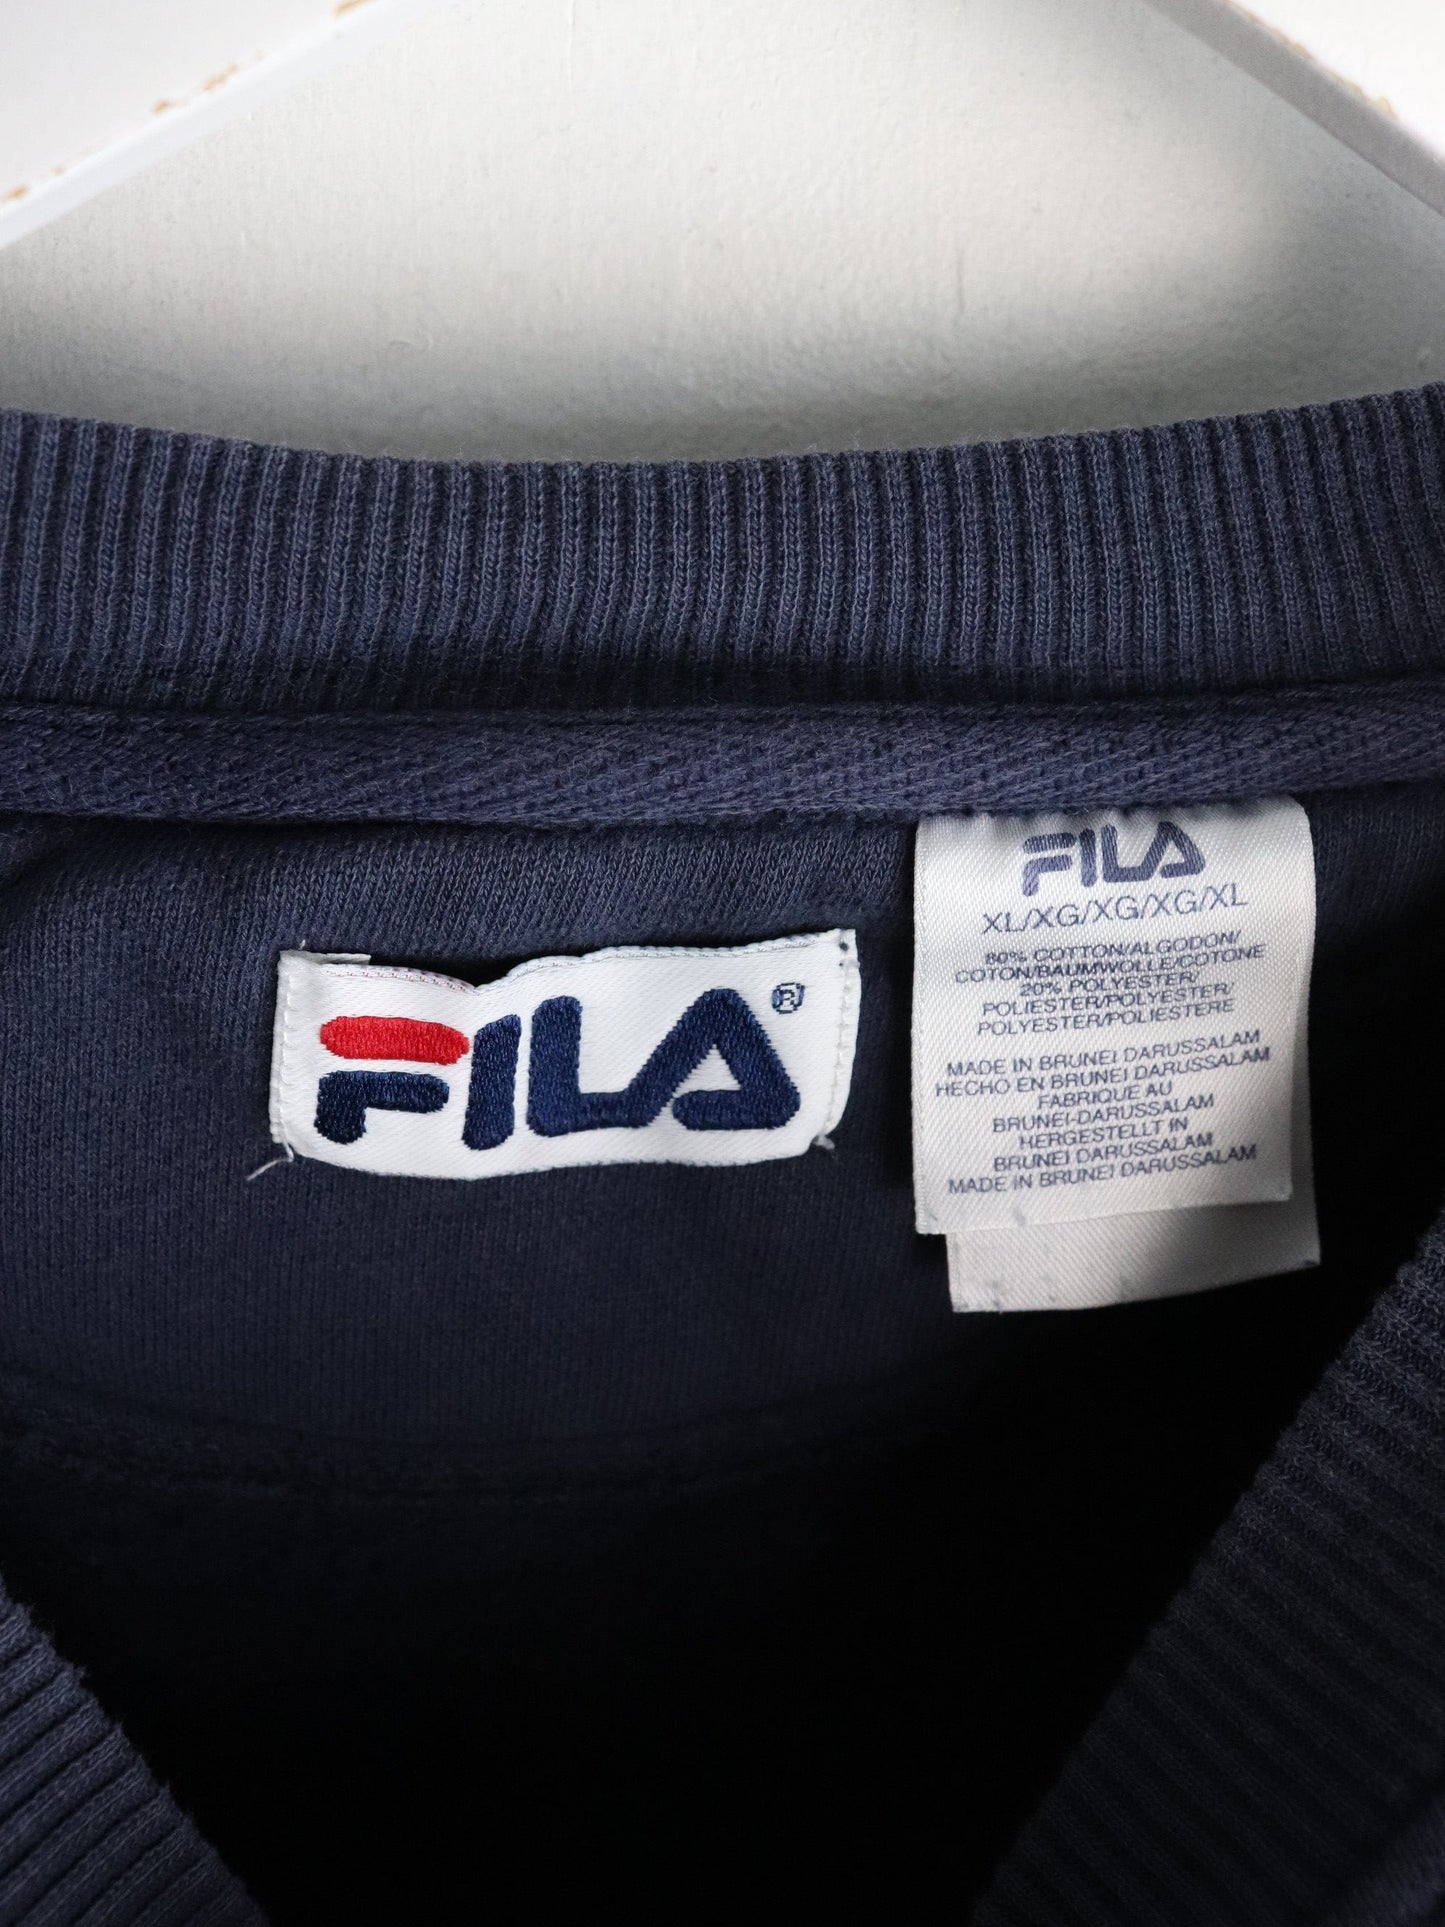 FILA®
FILA
XL/XG/XG/XG/XL
80% COTTON/ALGODON/
COTON/BAUMWOLLE/COTONE
20% POLYESTER/
POLIESTER/POLYESTER/
POLYESTER/POLIESTERE
MADE IN BRUNEI DARUSSALAM
HECHO EN BRUNEI DARUSSALAM
FABRIQUE AU
BRUNEI-DARUSSALAM
HERGESTELLT IN
BRUNEI DARUSSALAM
MADE IN BRUNEI DARUSSALAM